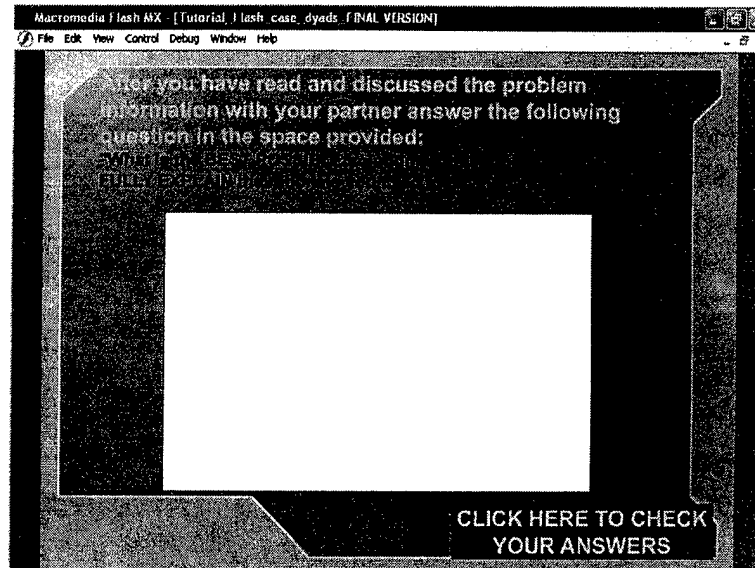 Macromedia Flash MX - [Tutorial_Flash_case_dyads_FINAL VERSION]
File Edit View Control Debug Window Help
After you have read and discussed the problem
information with your partner answer the following
question in the space provided:
CLICK HERE TO CHECK
YOUR ANSWERS